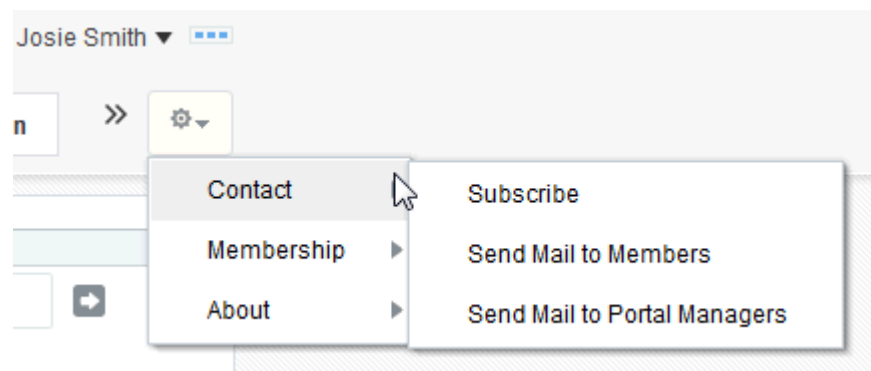 Josie Smith
n
Contact
Subscribe
Membership
Send Mail to Members
About
Send Mail to Portal Managers